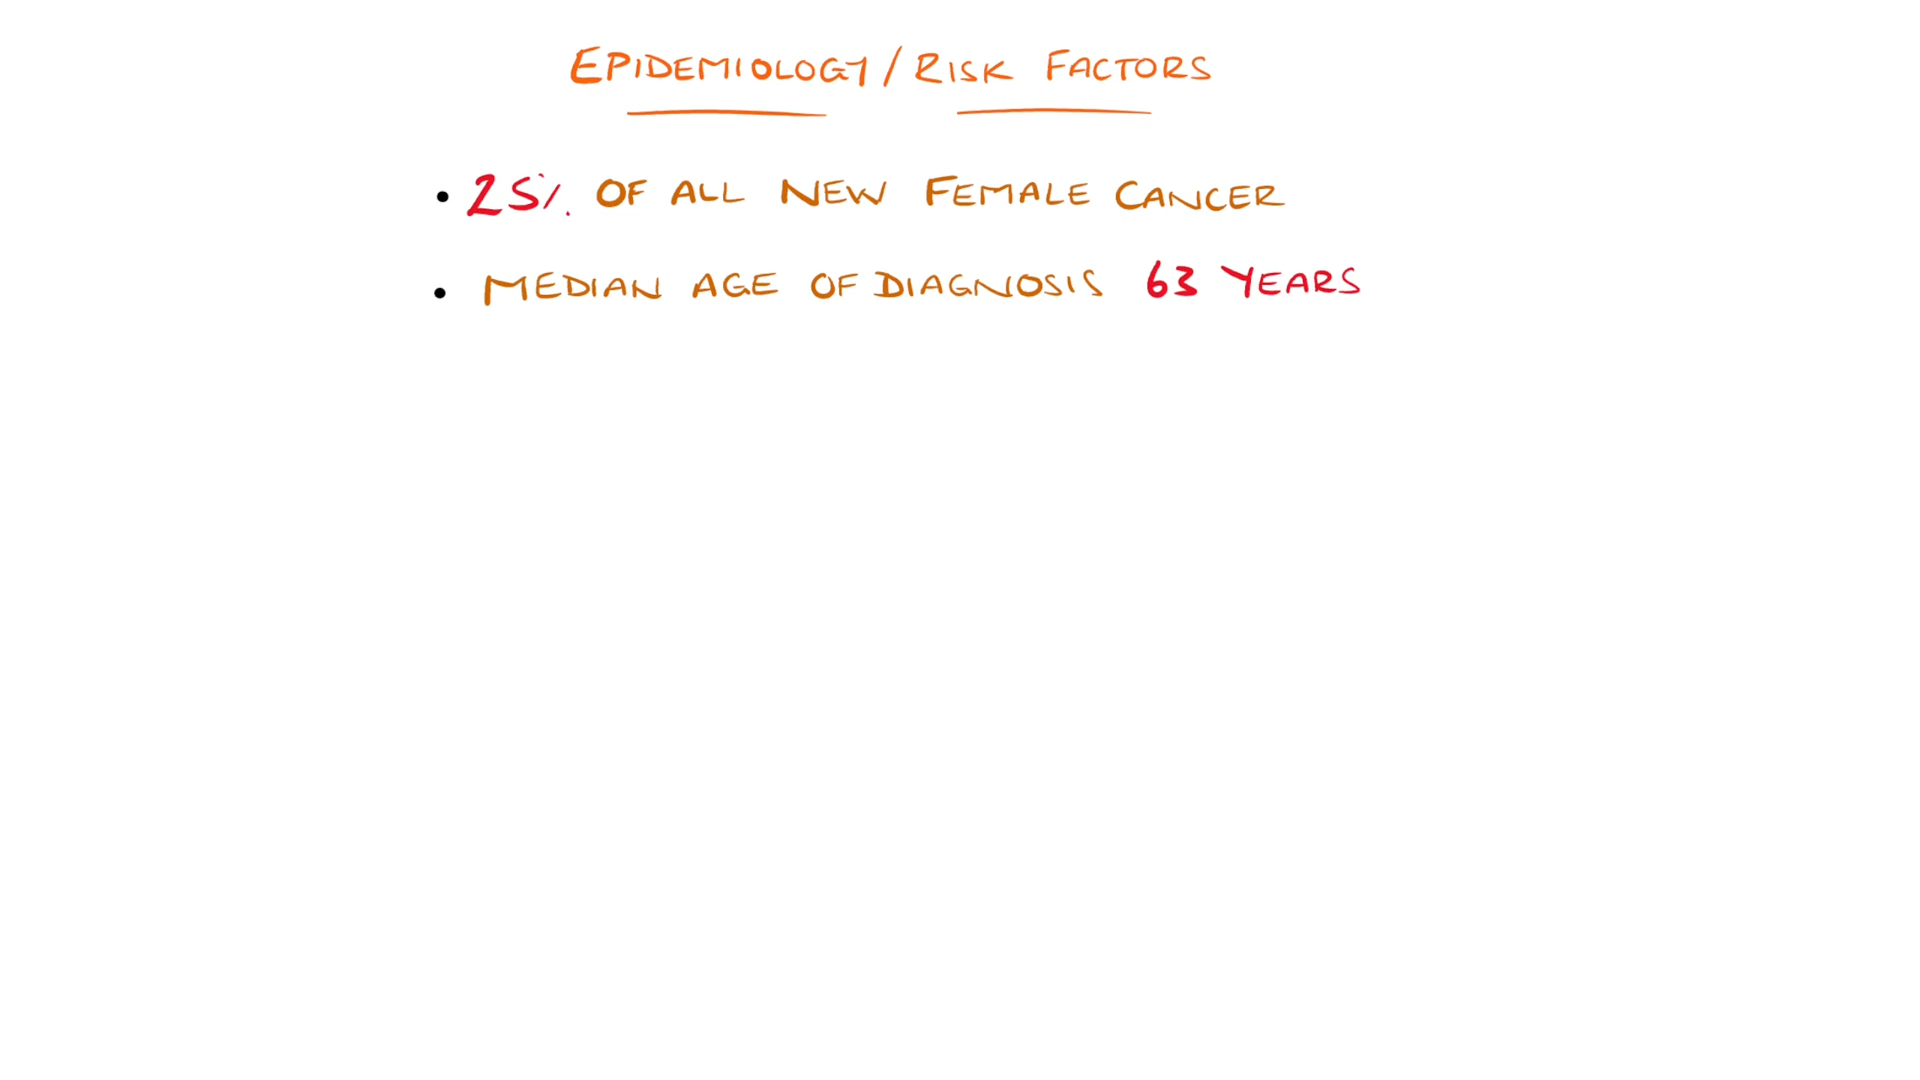 EPIDEMIOLOGY / RISK FACTORS
• 25% OF ALL NEW FEMALE CANCER
• MEDIAN AGE OF DIAGNOSIS 63 YEARS